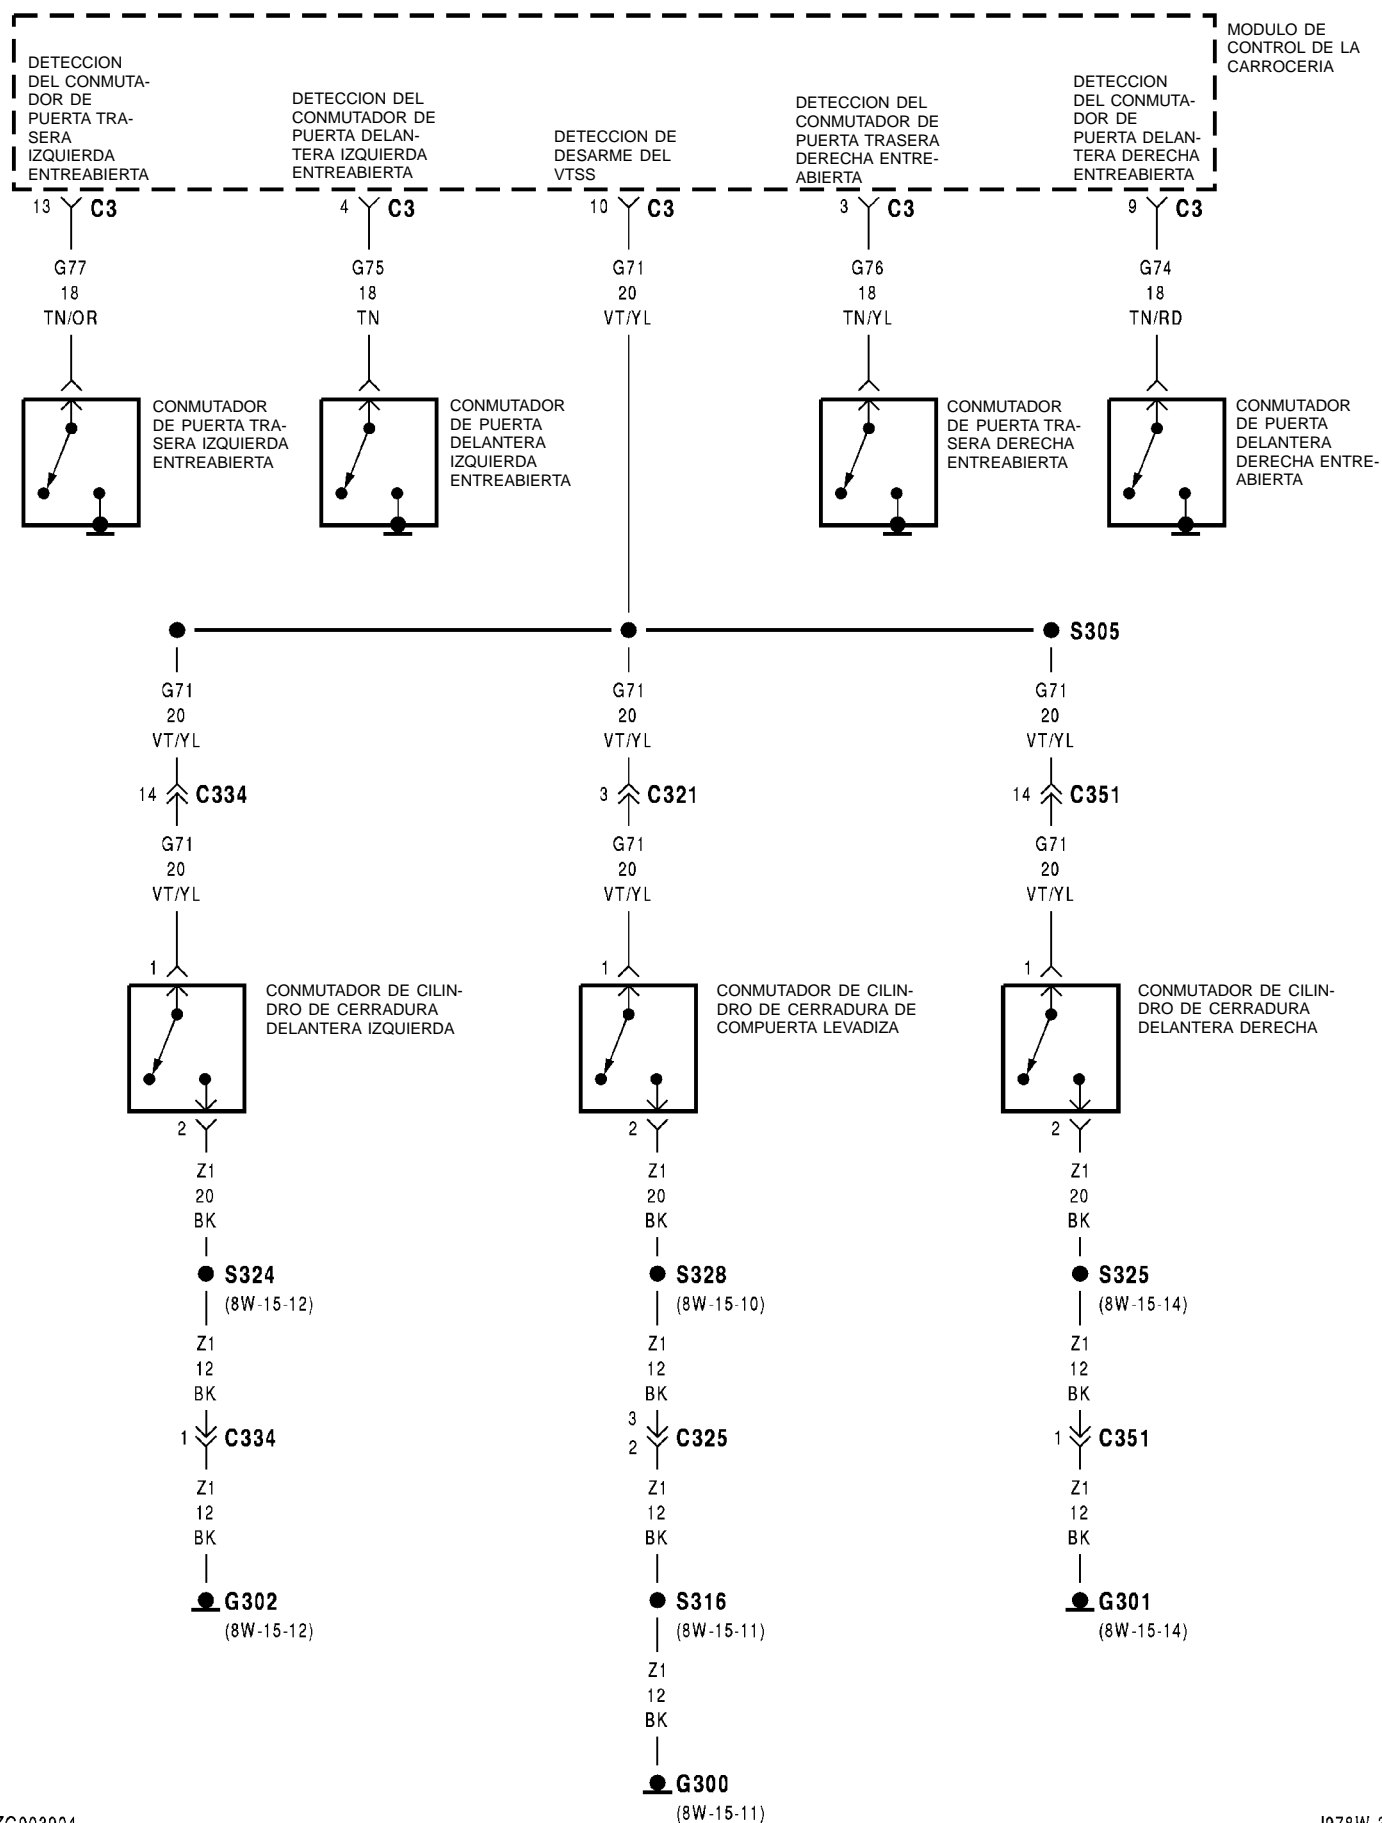 MODULO DE
CONTROL DE LA
CARROCERIA
DETECCION
DEL CONMUTA-
DOR DE
PUERTA TRA-
SERA
IZQUIERDA
ENTREABIERTA
DETECCION DEL
CONMUTADOR DE
PUERTA DELAN-
TERA IZQUIERDA
ENTREABIERTA
DETECCION DE
DESARME DEL
VTSS
DETECCION DEL
CONMUTADOR DE
PUERTA TRASERA
DERECHA ENTRE-
ABIERTA
DETECCION
DEL CONMUTA-
DOR DE
PUERTA DELAN-
TERA DERECHA
ENTREABIERTA
13 C3
4 C3
10 C3
3 C3
9 C3
G77
18
TN/OR
G75
18
TN
G71
20
VT/YL
G76
18
TN/YL
G74
18
TN/RD
CONMUTADOR
DE PUERTA TRA-
SERA IZQUIERDA
ENTREABIERTA
CONMUTADOR
DE PUERTA
DELANTERA
IZQUIERDA
ENTREABIERTA
CONMUTADOR
DE PUERTA TRA-
SERA DERECHA
ENTREABIERTA
CONMUTADOR
DE PUERTA
DELANTERA
DERECHA ENTRE-
ABIERTA
S305
G71
20
VT/YL
G71
20
VT/YL
G71
20
VT/YL
14 C334
3 C321
14 C351
G71
20
VT/YL
G71
20
VT/YL
G71
20
VT/YL
1
1
1
CONMUTADOR DE CILIN-
DRO DE CERRADURA
DELANTERA IZQUIERDA
CONMUTADOR DE CILIN-
DRO DE CERRADURA DE
COMPUERTA LEVADIZA
CONMUTADOR DE CILIN-
DRO DE CERRADURA
DELANTERA DERECHA
2
2
2
Z1
20
BK
Z1
20
BK
Z1
20
BK
S324
(8W-15-12)
S328
(8W-15-10)
S325
(8W-15-14)
Z1
12
BK
Z1
12
BK
Z1
12
BK
1 C334
3
2 C325
1 C351
Z1
12
BK
Z1
12
BK
Z1
12
BK
G302
(8W-15-12)
S316
(8W-15-11)
G301
(8W-15-14)
Z1
12
BK
G300
(8W-15-11)